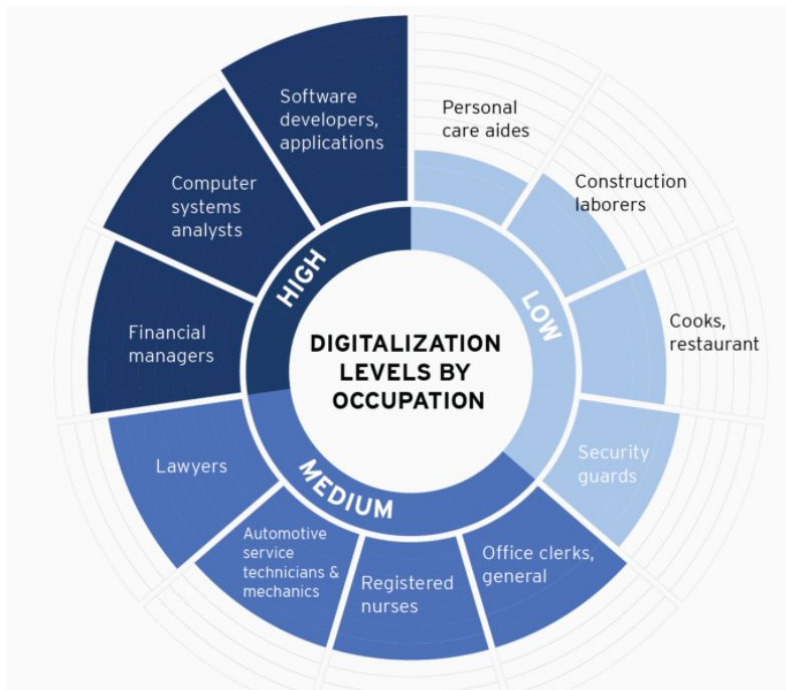 DIGITALIZATION
LEVELS BY
OCCUPATION
HIGH
LOW
MEDIUM
Software
developers,
applications
Personal
care aides
Construction
laborers
Cooks,
restaurant
Security
guards
Office clerks,
general
Registered
nurses
Automotive
service
technicians &
mechanics
Lawyers
Financial
managers
Computer
systems
analysts